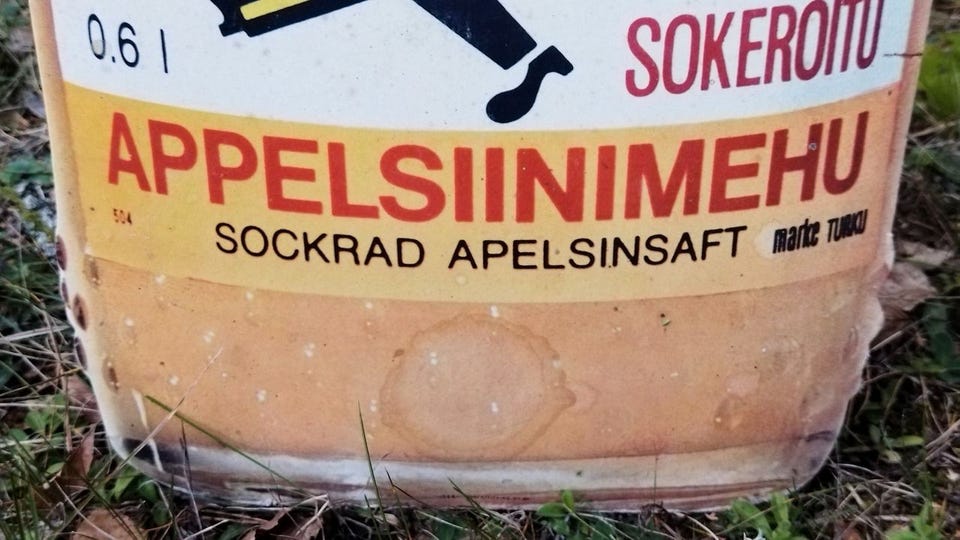 0.6 l
SOKEROITU
APPELSIINIMEHU
504
SOCKRAD APELSINSAFT
marke TURKU